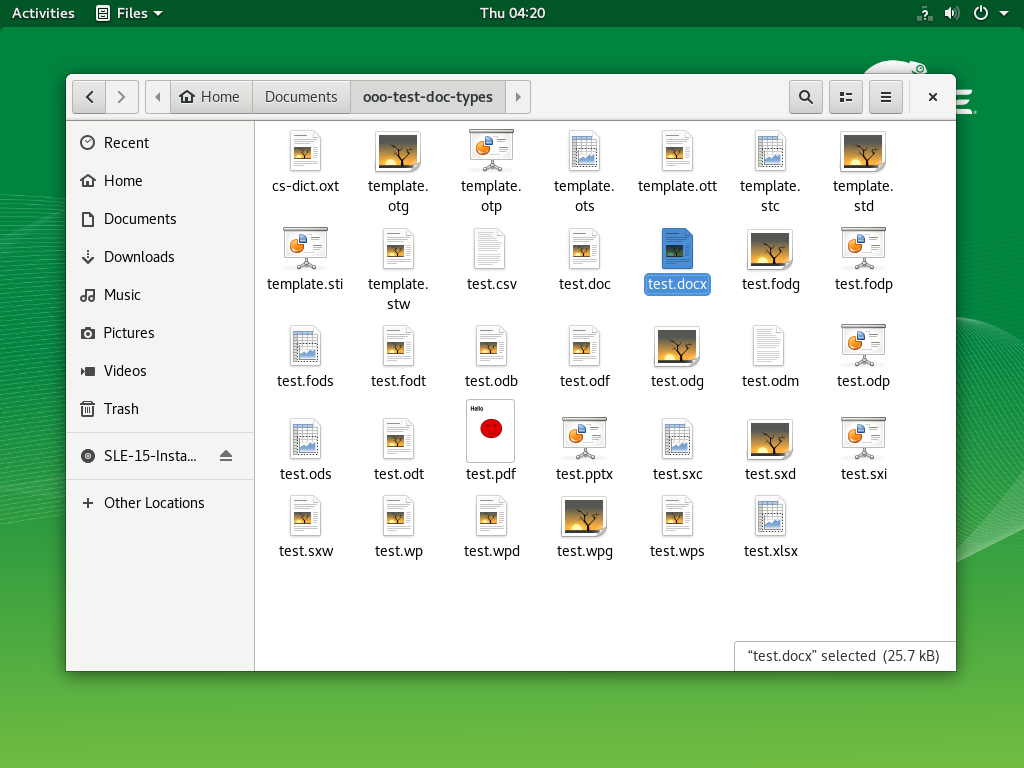 Activities Files Thu 04:20
Home Documents ooo-test-doc-types
Recent
Home
Documents
Downloads
Music
Pictures
Videos
Trash
SLE-15-Insta...
Other Locations
cs-dict.oxt template. template. template. template.ott template. template.
otg otp ots stc std
template.sti template. test.csv test.doc test.docx test.fodg test.fodp
stw
test.fods test.fodt test.odb test.odf test.odg test.odm test.odp
Hello
test.ods test.odt test.pdf test.pptx test.sxc test.sxd test.sxi
test.sxw test.wp test.wpd test.wpg test.wps test.xlsx
“test.docx” selected (25.7 kB)